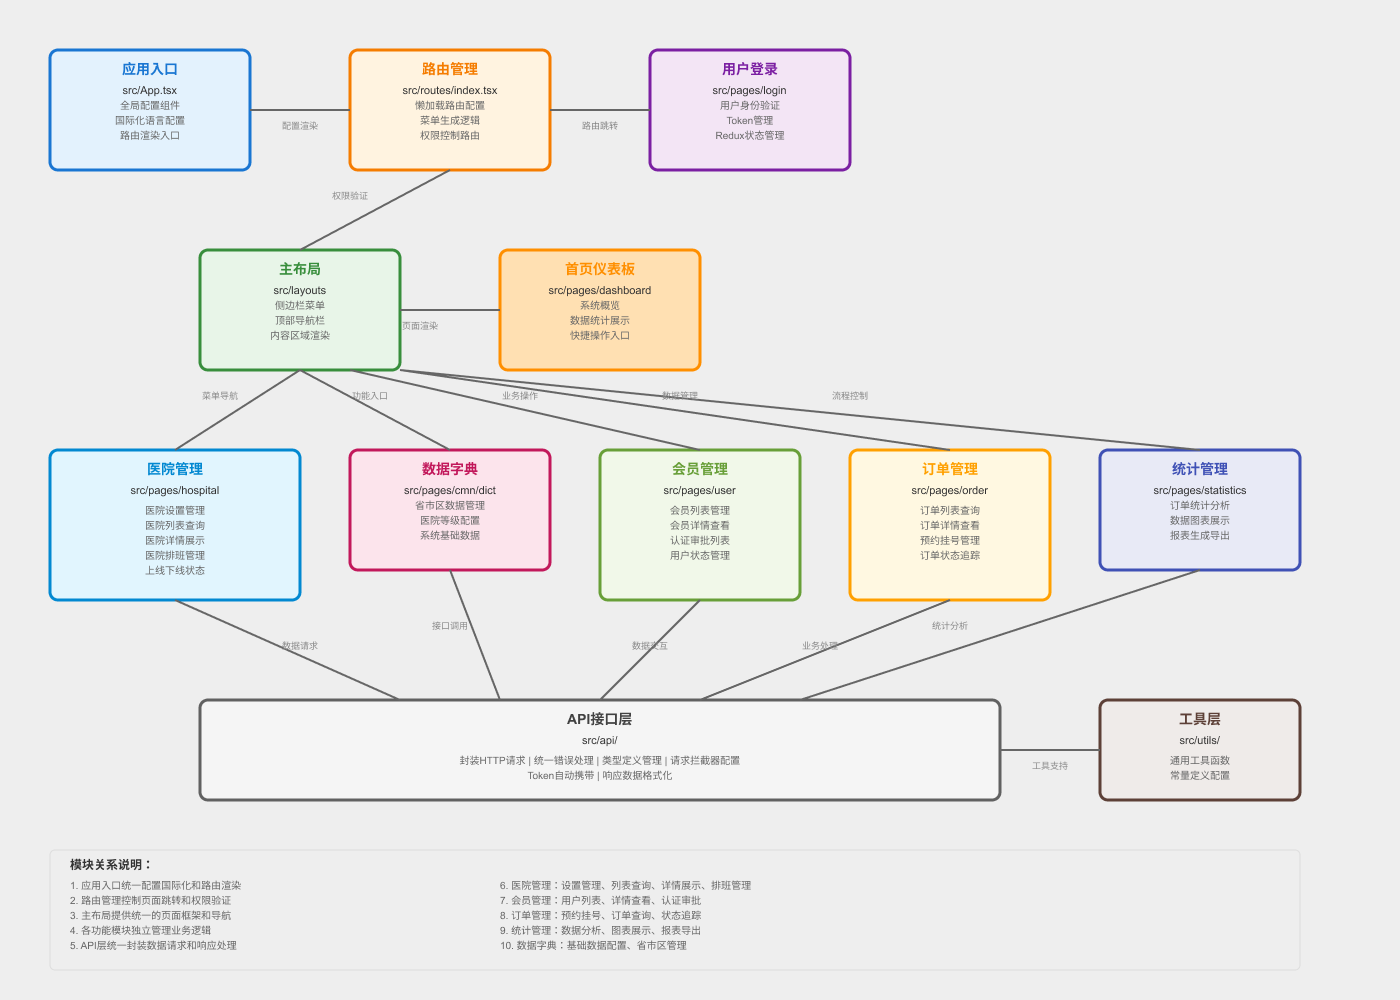 应用入口
src/App.tsx
全局配置组件
国际化语言配置
路由渲染入口
配置渲染
路由管理
src/routes/index.tsx
懒加载路由配置
菜单生成逻辑
权限控制路由
路由跳转
用户登录
src/pages/login
用户身份验证
Token管理
Redux状态管理
权限验证
主布局
src/layouts
侧边栏菜单
顶部导航栏
内容区域渲染
页面渲染
首页仪表板
src/pages/dashboard
系统概览
数据统计展示
快捷操作入口
菜单导航
功能入口
业务操作
数据管理
流程控制
医院管理
src/pages/hospital
医院设置管理
医院列表查询
医院详情展示
医院排班管理
上线下线状态
数据字典
src/pages/cmn/dict
省市区数据管理
医院等级配置
系统基础数据
会员管理
src/pages/user
会员列表管理
会员详情查看
认证审批列表
用户状态管理
订单管理
src/pages/order
订单列表查询
订单详情查看
预约挂号管理
订单状态追踪
统计管理
src/pages/statistics
订单统计分析
数据图表展示
报表生成导出
数据请求
接口调用
数据交互
业务处理
统计分析
API接口层
src/api/
封装HTTP请求 | 统一错误处理 | 类型定义管理 | 请求拦截器配置
Token自动携带 | 响应数据格式化
工具支持
工具层
src/utils/
通用工具函数
常量定义配置
模块关系说明：
1. 应用入口统一配置国际化和路由渲染
2. 路由管理控制页面跳转和权限验证
3. 主布局提供统一的页面框架和导航
4. 各功能模块独立管理业务逻辑
5. API层统一封装数据请求和响应处理
6. 医院管理：设置管理、列表查询、详情展示、排班管理
7. 会员管理：用户列表、详情查看、认证审批
8. 订单管理：预约挂号、订单查询、状态追踪
9. 统计管理：数据分析、图表展示、报表导出
10. 数据字典：基础数据配置、省市区管理